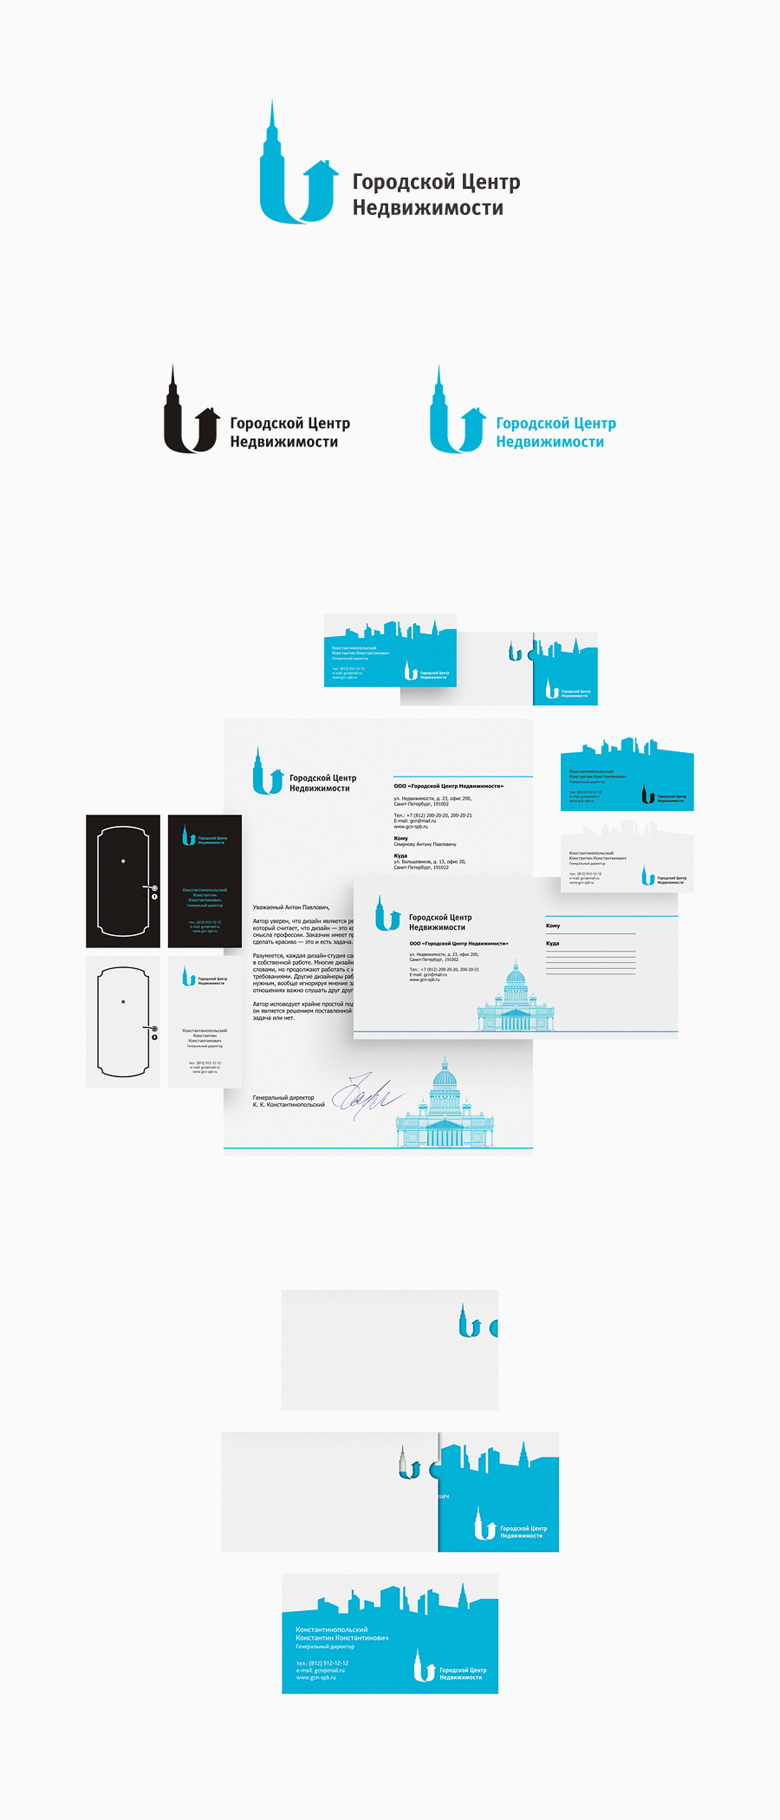 Городской Центр
Недвижимости
Городской Центр
Недвижимости
Городской Центр
Недвижимости
Константинопольский
Константин Константинович
Генеральный директор
тел.: (812) 912-12-12
e-mail: gcn@mail.ru
www.gcn-spb.ru
Городской Центр
Недвижимости
Городской Центр
Недвижимости
Городской Центр
Недвижимости
ООО «Городской Центр Недвижимости»
ул. Недвижимости, д. 23, офис 200,
Санкт-Петербург, 191002
Тел.: +7 (812) 200-20-20, 200-20-21
E-mail: gcn@mail.ru
www.gcn-spb.ru
Кому
Смирнову Антону Павловичу
Куда
ул. Большевиков, д. 13, офис 20,
Санкт-Петербург, 191012
Уважаемый Антон Павлович,
Автор уверен, что дизайн является ре
который считает, что дизайн — это ко
смысла профессии. Заказчик имеет пр
сделать красиво — это и есть задача.
Разумеется, каждая дизайн-студия са
в собственной работе. Многие дизайн
словами, но продолжают работать с н
требованиями. Другие дизайнеры раб
нужным, вообще игнорируя мнение за
отношениях важно слушать друг друг
Автор исповедует крайне простой под
он является решением поставленной
задача или нет.
Генеральный директор
К. К. Константинопольский
Константинопольский
Константин Константинович
Генеральный директор
тел.: (812) 912-12-12
e-mail: gcn@mail.ru
www.gcn-spb.ru
Городской Центр
Недвижимости
Константинопольский
Константин Константинович
Генеральный директор
тел.: (812) 912-12-12
e-mail: gcn@mail.ru
www.gcn-spb.ru
Городской Центр
Недвижимости
Городской Центр
Недвижимости
Константинопольский
Константин
Константинович
Генеральный директор
тел.: (812) 912-12-12
e-mail: gcn@mail.ru
www.gcn-spb.ru
Городской Центр
Недвижимости
Константинопольский
Константин
Константинович
Генеральный директор
тел.: (812) 912-12-12
e-mail: gcn@mail.ru
www.gcn-spb.ru
Городской Центр
Недвижимости
ООО «Городской Центр Недвижимости»
ул. Недвижимости, д. 23, офис 200,
Санкт-Петербург, 191002
Тел.: +7 (812) 200-20-20, 200-20-21
E-mail: gcn@mail.ru
www.gcn-spb.ru
Кому
Куда
вич
Городской Центр
Недвижимости
Константинопольский
Константин Константинович
Генеральный директор
тел.: (812) 912-12-12
e-mail: gcn@mail.ru
www.gcn-spb.ru
Городской Центр
Недвижимости